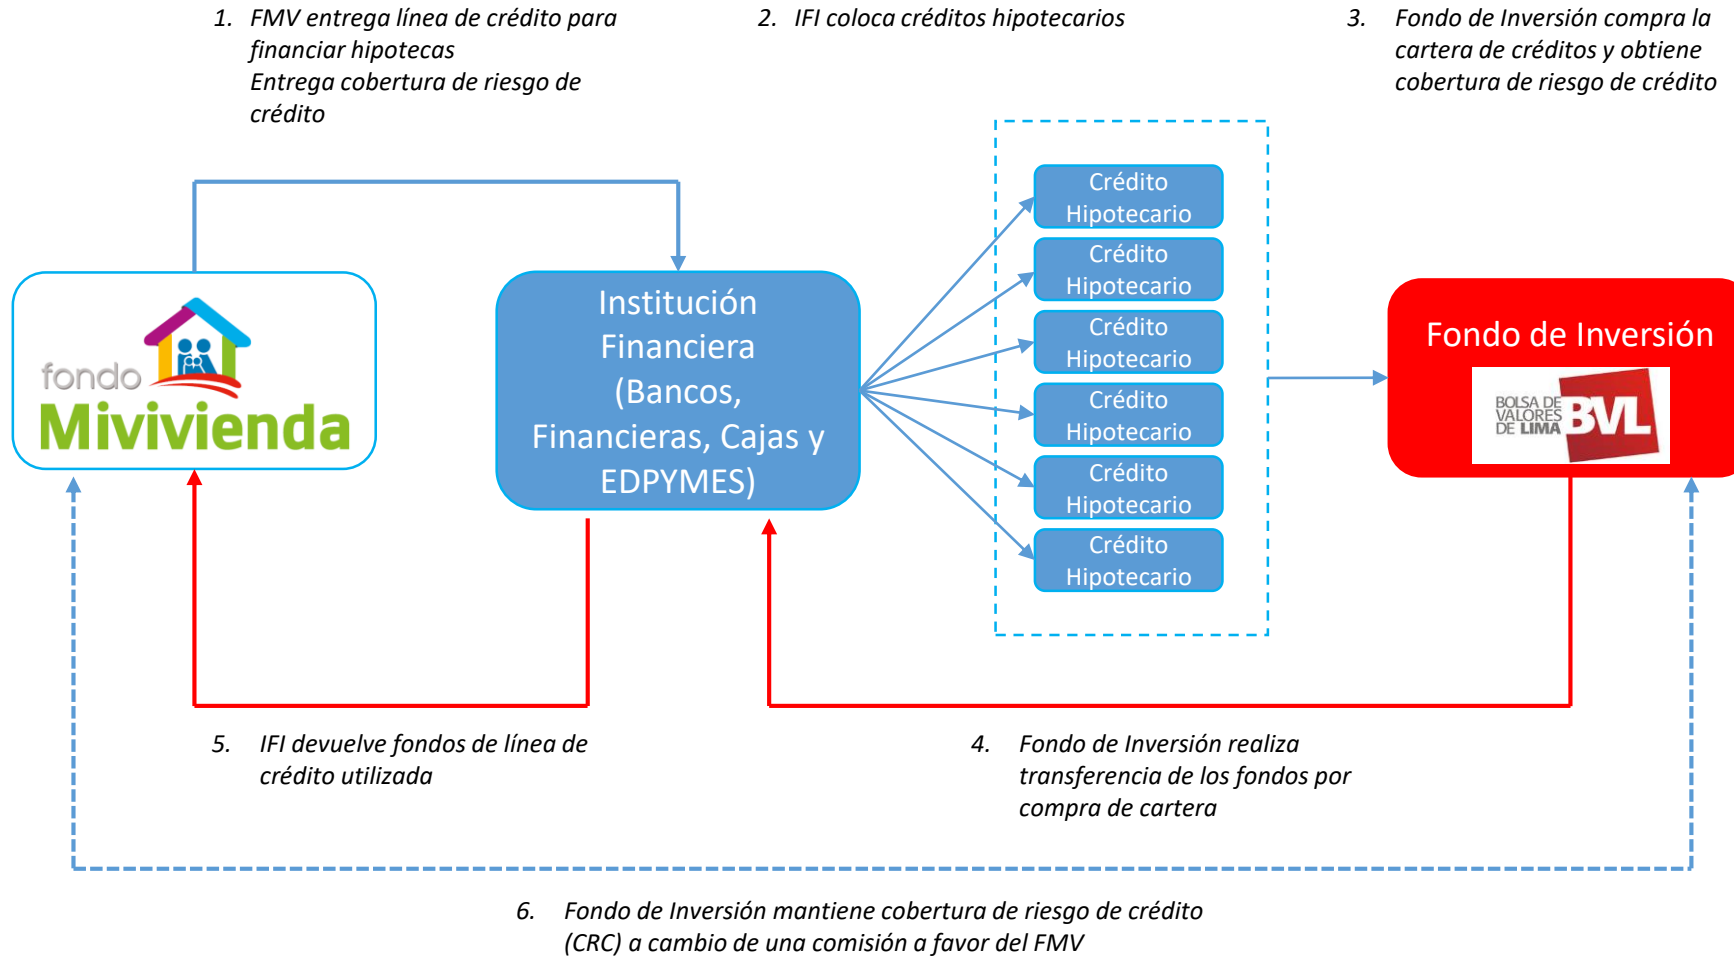 1. FMV entrega línea de crédito para
financiar hipotecas
Entrega cobertura de riesgo de
crédito
2. IFI coloca créditos hipotecarios
3. Fondo de Inversión compra la
cartera de créditos y obtiene
cobertura de riesgo de crédito
fondo
Mivivienda
Institución
Financiera
(Bancos,
Financieras, Cajas y
EDPYMES)
Crédito
Hipotecario
Crédito
Hipotecario
Crédito
Hipotecario
Crédito
Hipotecario
Crédito
Hipotecario
Crédito
Hipotecario
Fondo de Inversión
BOLSA DE
VALORES
DE LIMA
BVL
5. IFI devuelve fondos de línea de
crédito utilizada
4. Fondo de Inversión realiza
transferencia de los fondos por
compra de cartera
6. Fondo de Inversión mantiene cobertura de riesgo de crédito
(CRC) a cambio de una comisión a favor del FMV